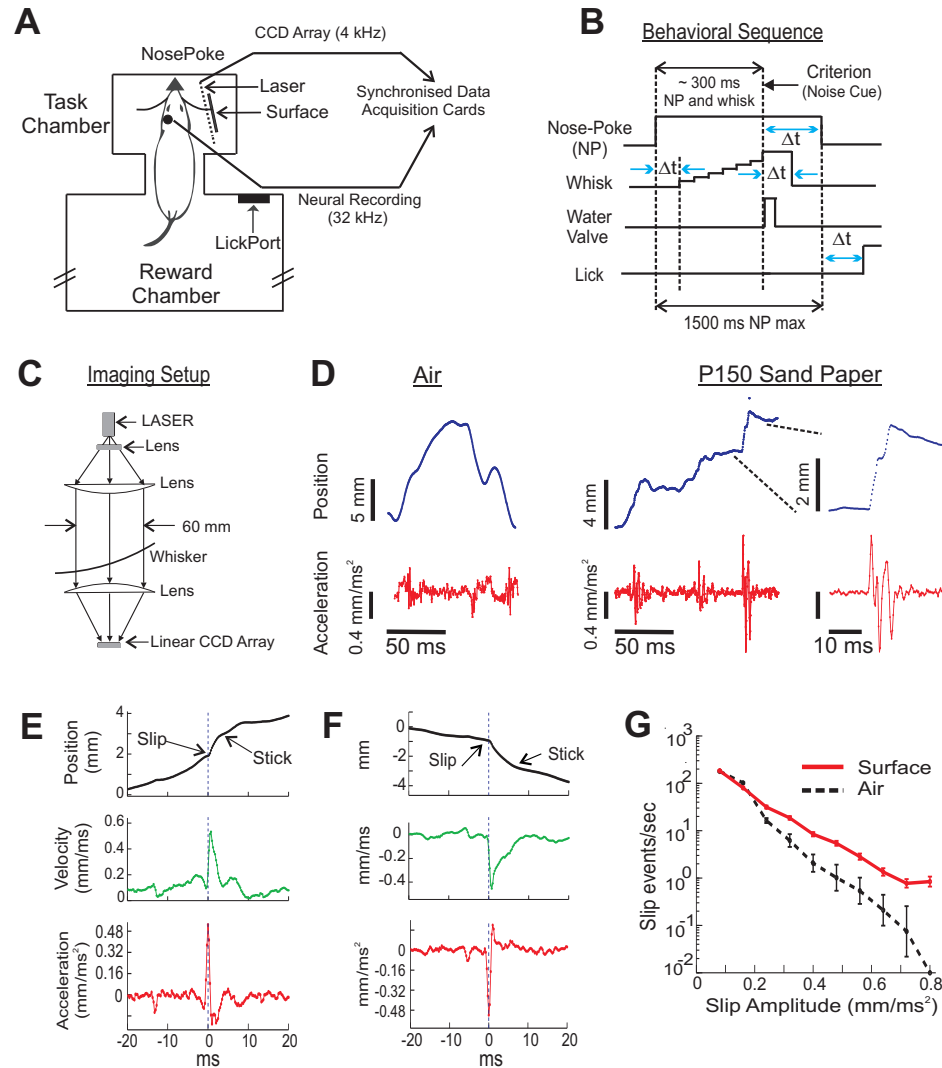 A
CCD Array (4 kHz)
NosePoke
Laser
Surface
Task
Chamber
Synchronised Data
Acquisition Cards
Neural Recording
(32 kHz)
LickPort
Reward
Chamber
B
Behavioral Sequence
~ 300 ms
NP and whisk
Criterion
(Noise Cue)
Nose-Poke
(NP)
Δt
Whisk
Δt
Δt
Water
Valve
Δt
Lick
1500 ms NP max
C
Imaging Setup
LASER
Lens
Lens
60 mm
Whisker
Lens
Linear CCD Array
D
Air
P150 Sand Paper
Position
5 mm
4 mm
2 mm
Acceleration
0.4 mm/ms²
0.4 mm/ms²
50 ms
50 ms
10 ms
E
Position
(mm)
4
2
0
Slip
Stick
Velocity
(mm/ms)
0.6
0.4
0.2
0
Acceleration
(mm/ms²)
0.48
0.32
0.16
0
-20
-10
0
10
20
ms
F
mm
0
-2
-4
Slip
Stick
mm/ms
0
-0.2
-0.4
mm/ms²
0
-0.16
-0.32
-0.48
-20
-10
0
10
20
ms
G
Slip events/sec
10³
10²
10¹
10⁰
10⁻¹
10⁻²
Surface
Air
0
0.2
0.4
0.6
0.8
Slip Amplitude (mm/ms²)